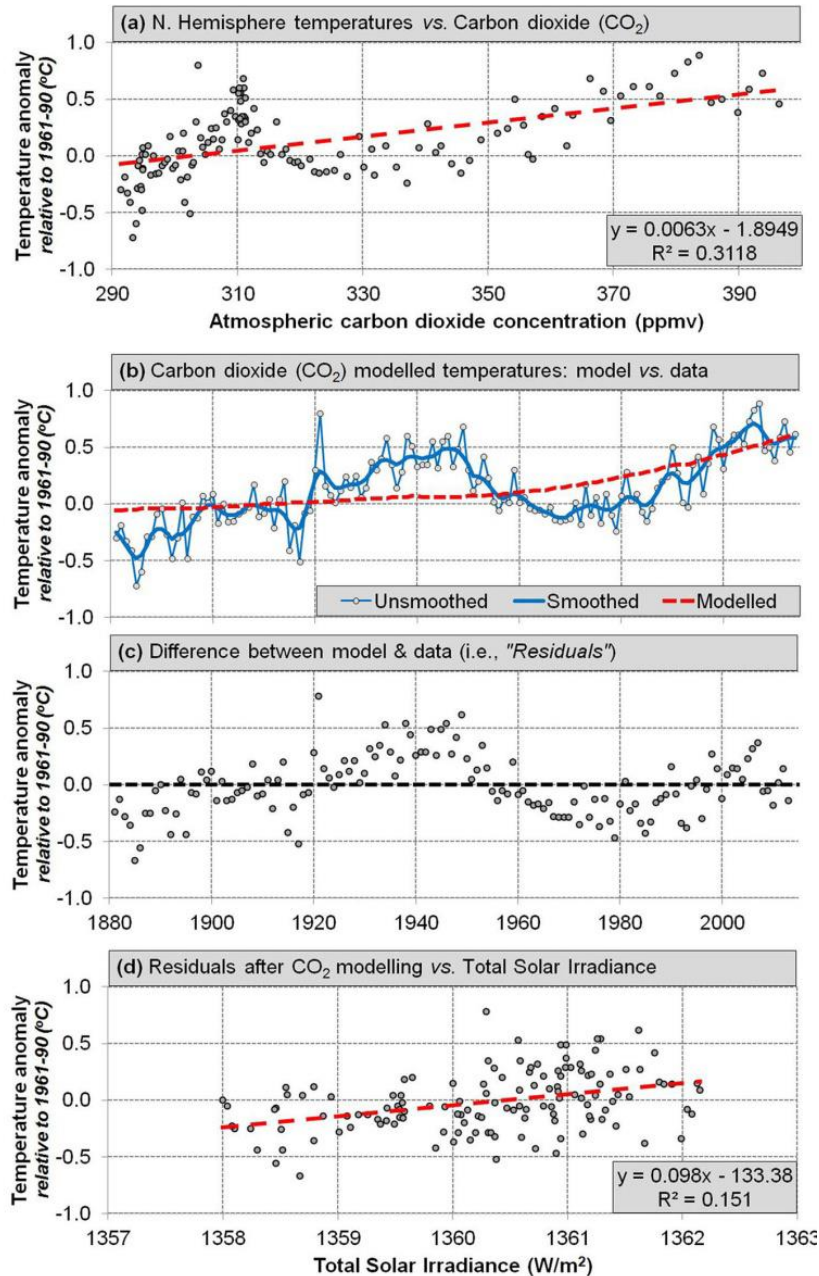 (a) N. Hemisphere temperatures vs. Carbon dioxide (CO₂)
Temperature anomaly
relative to 1961-90 (°C)
1.0
0.5
0.0
-0.5
-1.0
y = 0.0063x - 1.8949
R² = 0.3118
290 310 330 350 370 390
Atmospheric carbon dioxide concentration (ppmv)
(b) Carbon dioxide (CO₂) modelled temperatures: model vs. data
Temperature anomaly
relative to 1961-90 (°C)
1.0
0.5
0.0
-0.5
-1.0
Unsmoothed Smoothed Modelled
(c) Difference between model & data (i.e., "Residuals")
Temperature anomaly
relative to 1961-90 (°C)
1.0
0.5
0.0
-0.5
-1.0
1880 1900 1920 1940 1960 1980 2000
(d) Residuals after CO₂ modelling vs. Total Solar Irradiance
Temperature anomaly
relative to 1961-90 (°C)
1.0
0.5
0.0
-0.5
-1.0
y = 0.098x - 133.38
R² = 0.151
1357 1358 1359 1360 1361 1362 1363
Total Solar Irradiance (W/m²)